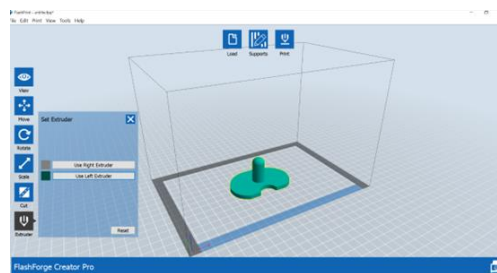 FlashPrint - untitled.fpp*
File Edit Print View Tools Help
Load Supports Print
View
Move
Rotate
Scale
Cut
Extruder
Set Extruder
Use Right Extruder
Use Left Extruder
Reset
FlashForge Creator Pro